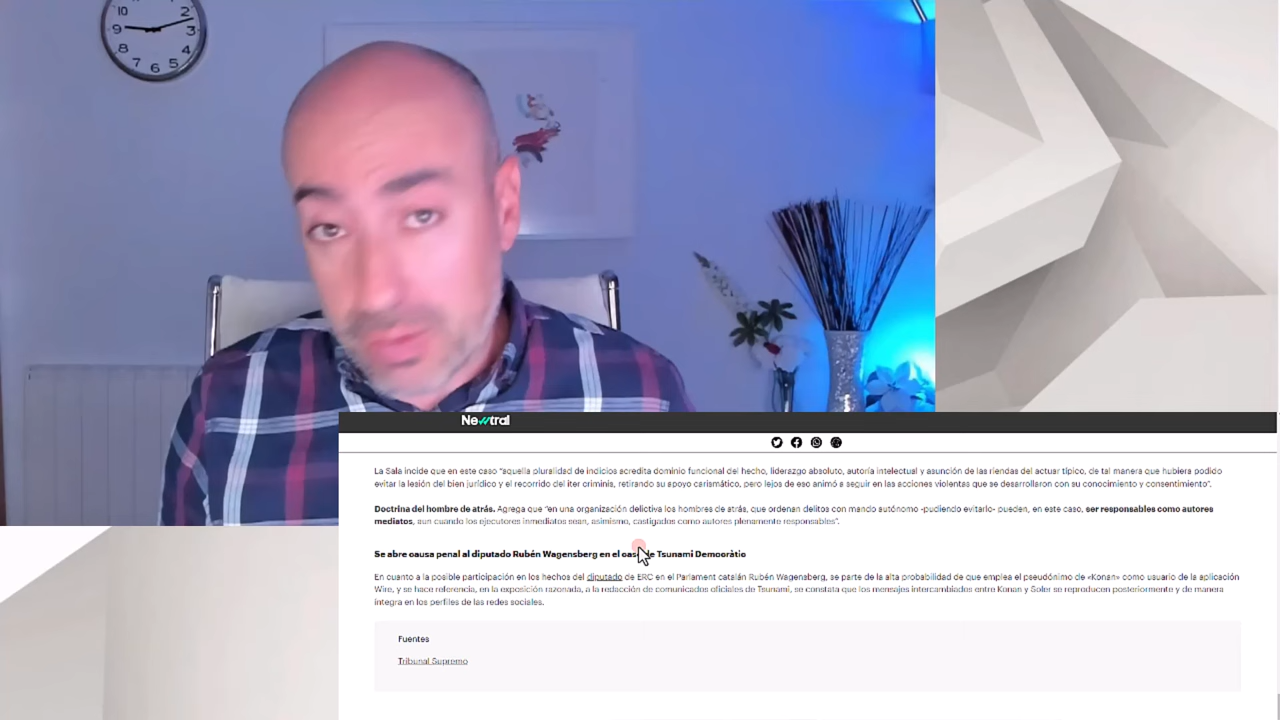 10 2
9 3
8 4
7 6 5
Newtral
La Sala incide que en este caso "aquella pluralidad de indicios acredita dominio funcional del hecho, liderazgo absoluto, autoría intelectual y asunción de las riendas del actuar típico, de tal manera que hubiera podido
evitar la lesión del bien jurídico y el recorrido del iter criminis, retirando su apoyo carismático, pero lejos de eso animó a seguir en las acciones violentas que se desarrollaron con su conocimiento y consentimiento".
Doctrina del hombre de atrás. Agrega que "en una organización delictiva los hombres de atrás, que ordenan delitos con mando autónomo -pudiendo evitarlo- pueden, en este caso, ser responsables como autores
mediatos, aun cuando los ejecutores inmediatos sean, asimismo, castigados como autores plenamente responsables".
Se abre causa penal al diputado Rubén Wagensberg en el de Tsunami Democràtic
En cuanto a la posible participación en los hechos del diputado de ERC en el Parlament catalán Rubén Wagensberg, se parte de la alta probabilidad de que emplea el pseudónimo de «Konan» como usuario de la aplicación
Wire, y se hace referencia, en la exposición razonada, a la redacción de comunicados oficiales de Tsunami, se constata que los mensajes intercambiados entre Konan y Soler se reproducen posteriormente y de manera
íntegra en los perfiles de las redes sociales.
Fuentes
Tribunal Supremo